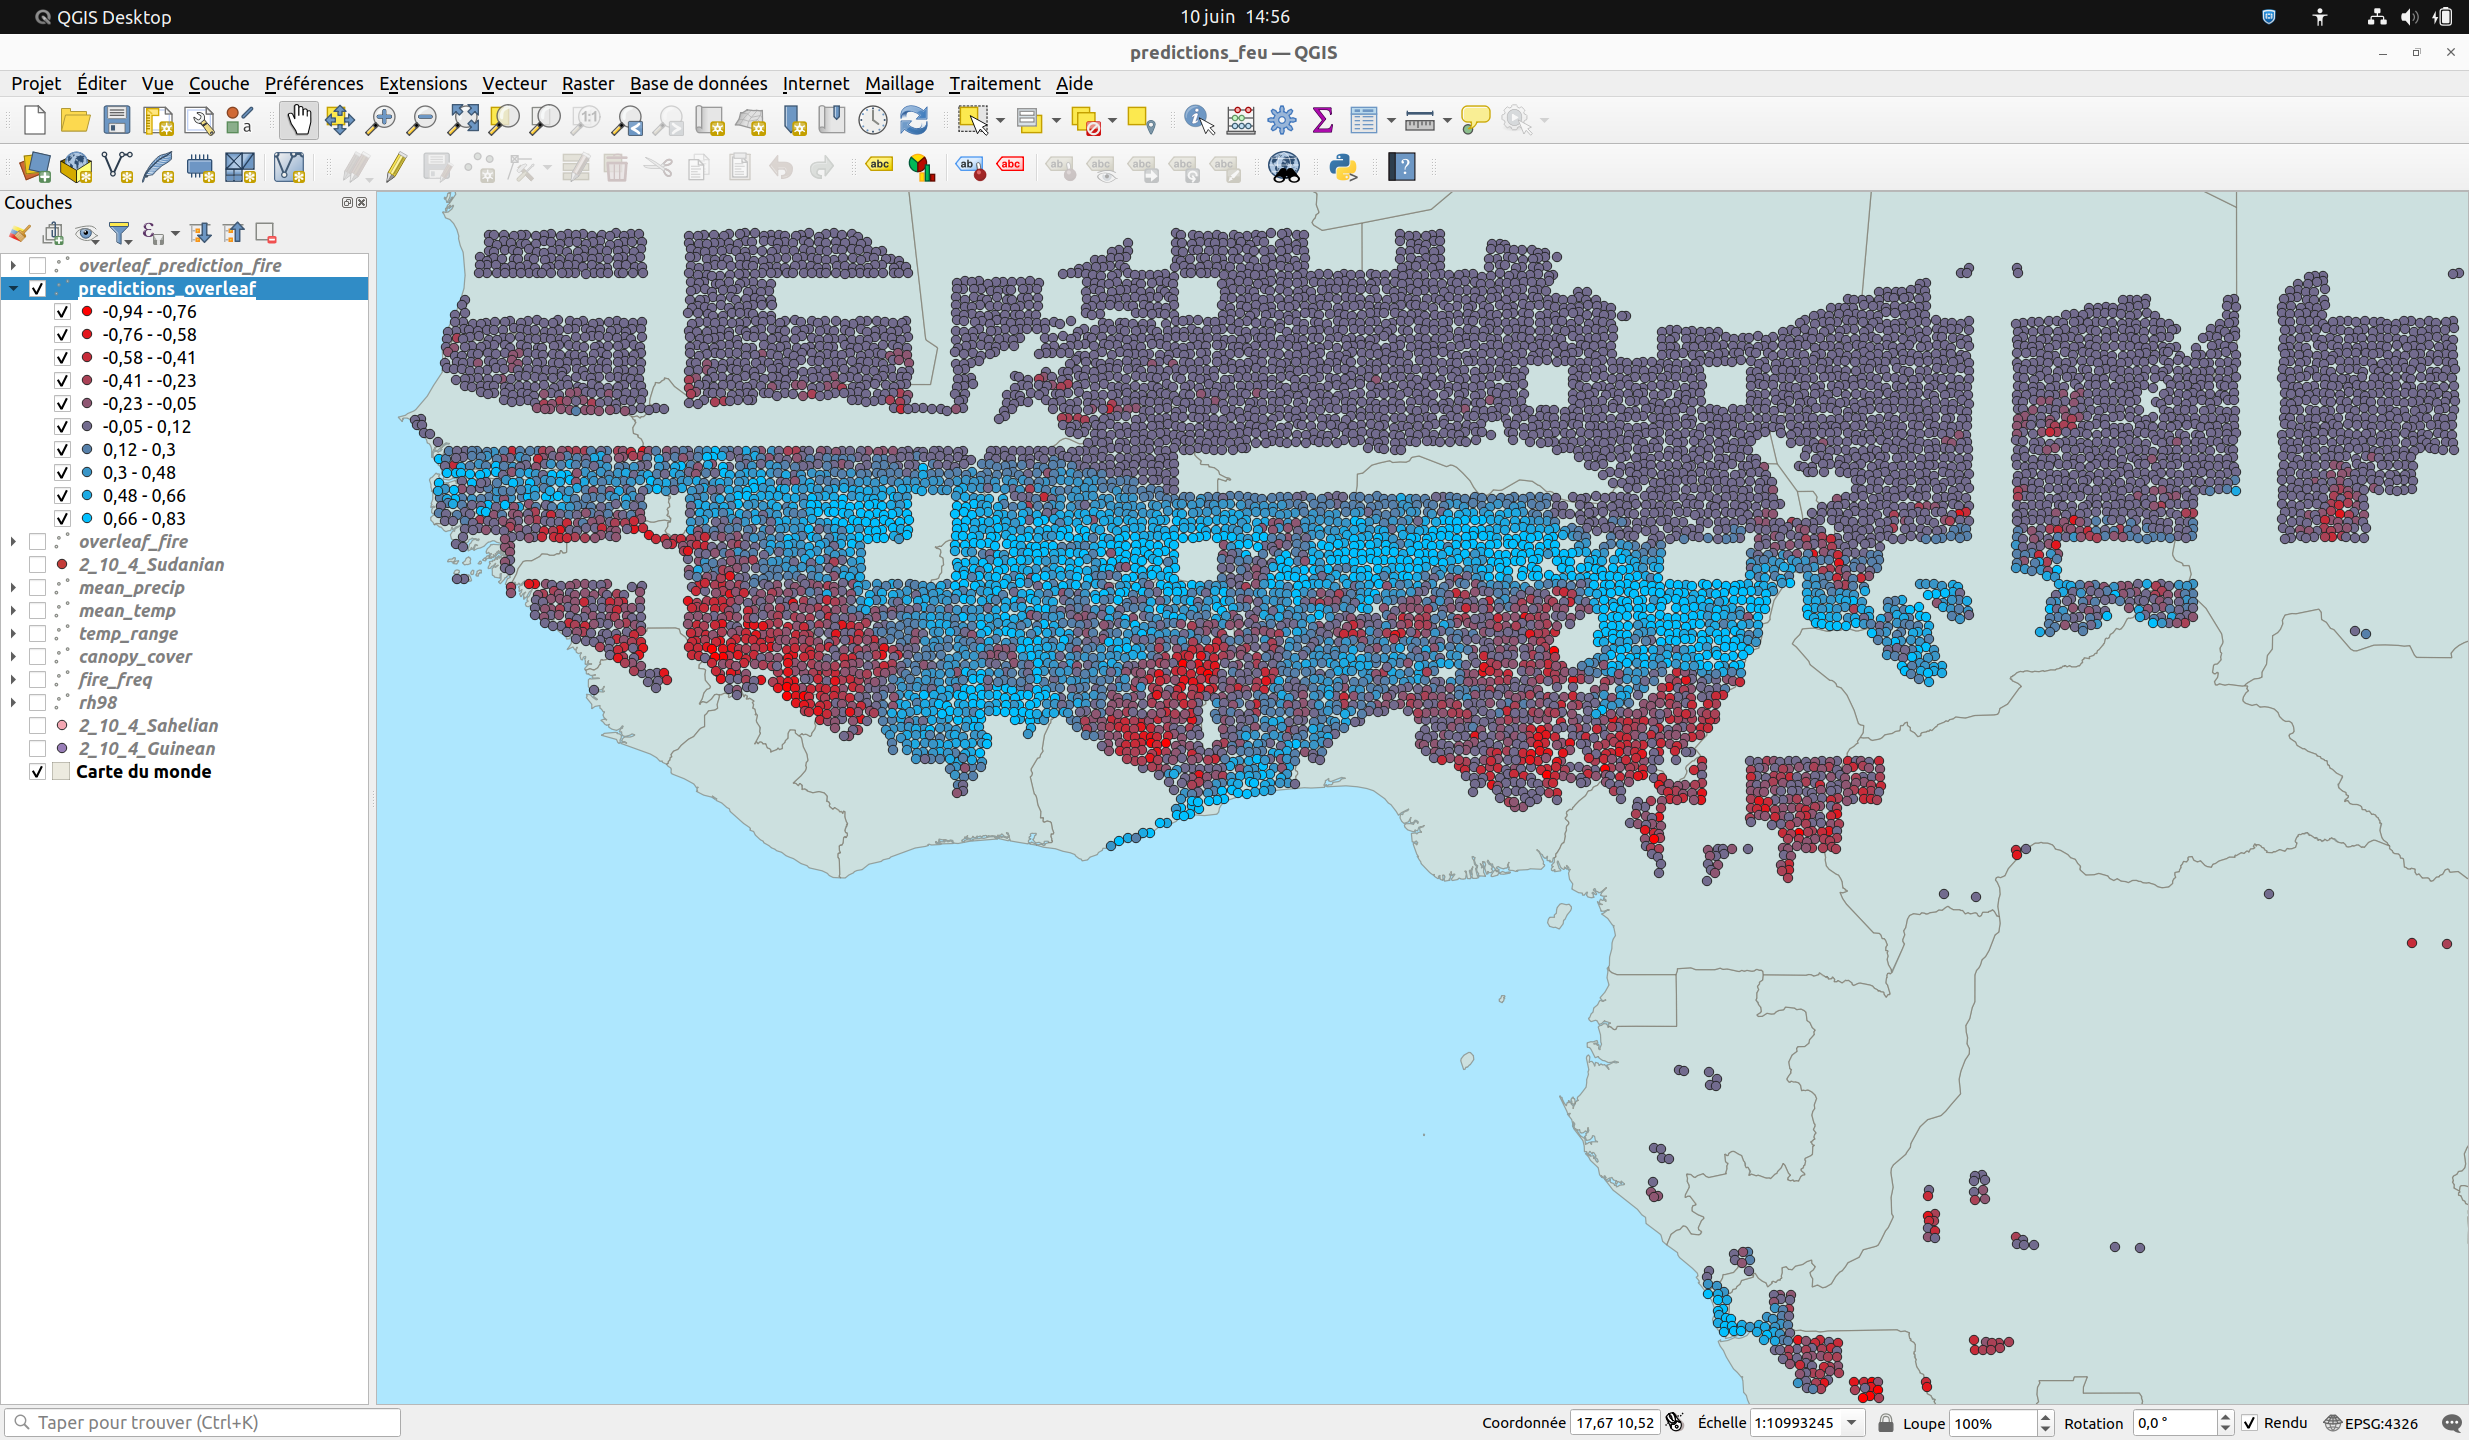 QGIS Desktop
10 juin 14:56
predictions_feu — QGIS
Projet Éditer Vue Couche Préférences Extensions Vecteur Raster Base de données Internet Maillage Traitement Aide
Couches
overleaf_prediction_fire
predictions_overleaf
-0,94 - -0,76
-0,76 - -0,58
-0,58 - -0,41
-0,41 - -0,23
-0,23 - -0,05
-0,05 - 0,12
0,12 - 0,3
0,3 - 0,48
0,48 - 0,66
0,66 - 0,83
overleaf_fire
2_10_4_Sudanian
mean_precip
mean_temp
temp_range
canopy_cover
fire_freq
rh98
2_10_4_Sahelian
2_10_4_Guinean
Carte du monde
Taper pour trouver (Ctrl+K)
Coordonnée 17,67 10,52 Échelle 1:10993245 Loupe 100% Rotation 0,0 ° Rendu EPSG:4326